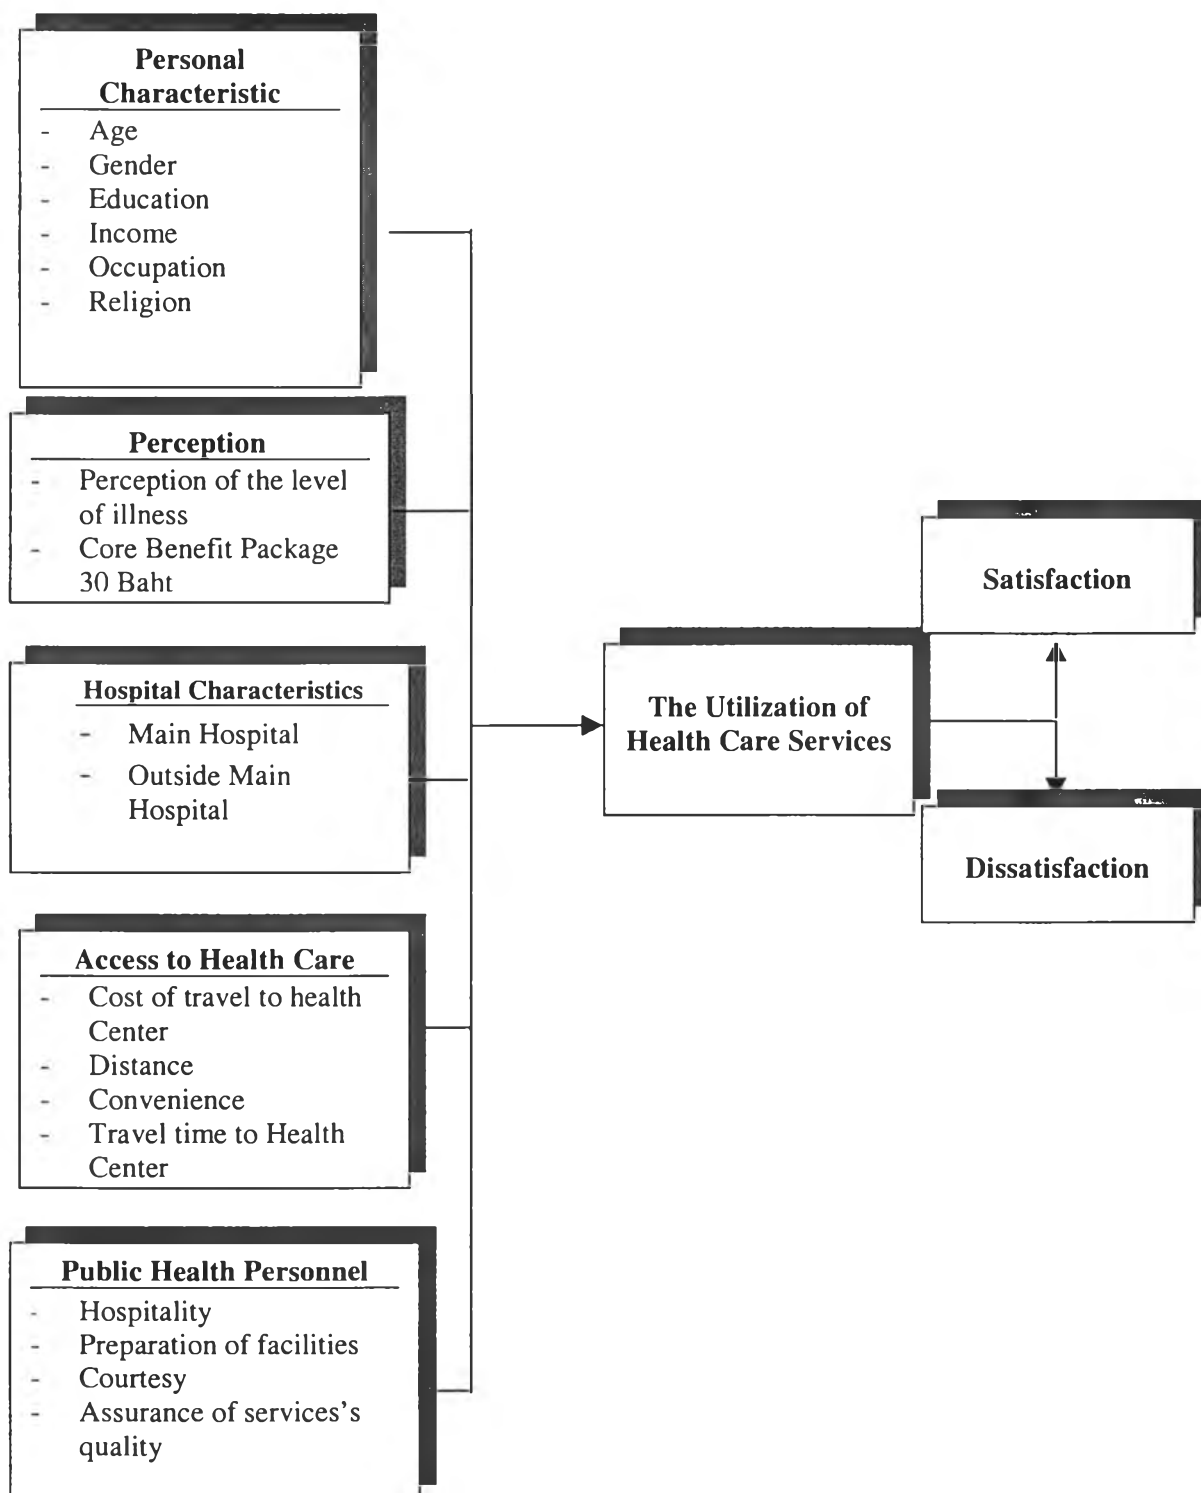 Personal
Characteristic
- Age
- Gender
- Education
- Income
- Occupation
- Religion
Perception
- Perception of the level
of illness
- Core Benefit Package
30 Baht
Hospital Characteristics
- Main Hospital
- Outside Main
Hospital
Access to Health Care
- Cost of travel to health
Center
- Distance
- Convenience
- Travel time to Health
Center
Public Health Personnel
- Hospitality
- Preparation of facilities
- Courtesy
- Assurance of services's
quality
The Utilization of
Health Care Services
Satisfaction
Dissatisfaction